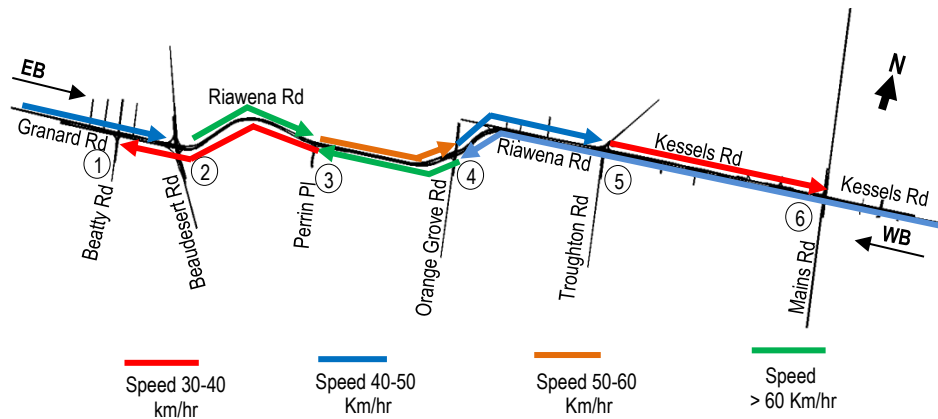 EB
N
Riawena Rd
Granard Rd
Kessels Rd
Riawena Rd
Kessels Rd
1
2
3
4
5
6
WB
Beatty Rd
Beaudesert Rd
Perrin Pl
Orange Grove Rd
Troughton Rd
Mains Rd
Speed 30-40
km/hr
Speed 40-50
Km/hr
Speed 50-60
Km/hr
Speed
> 60 Km/hr